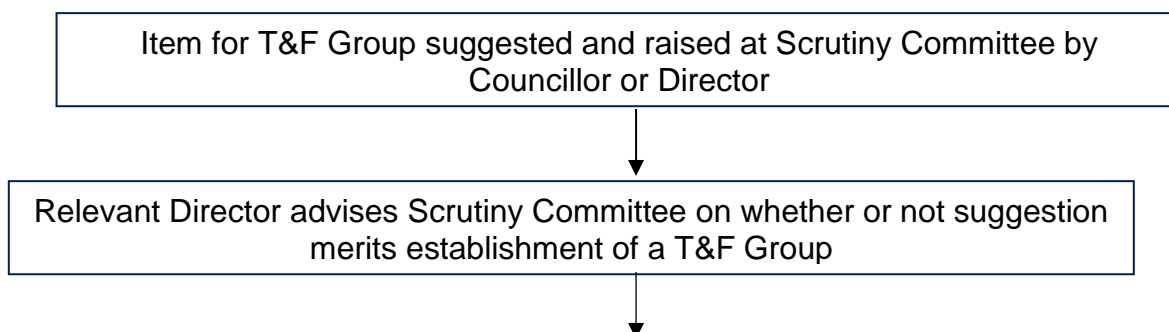 Item for T&F Group suggested and raised at Scrutiny Committee by
Councillor or Director
Relevant Director advises Scrutiny Committee on whether or not suggestion
merits establishment of a T&F Group